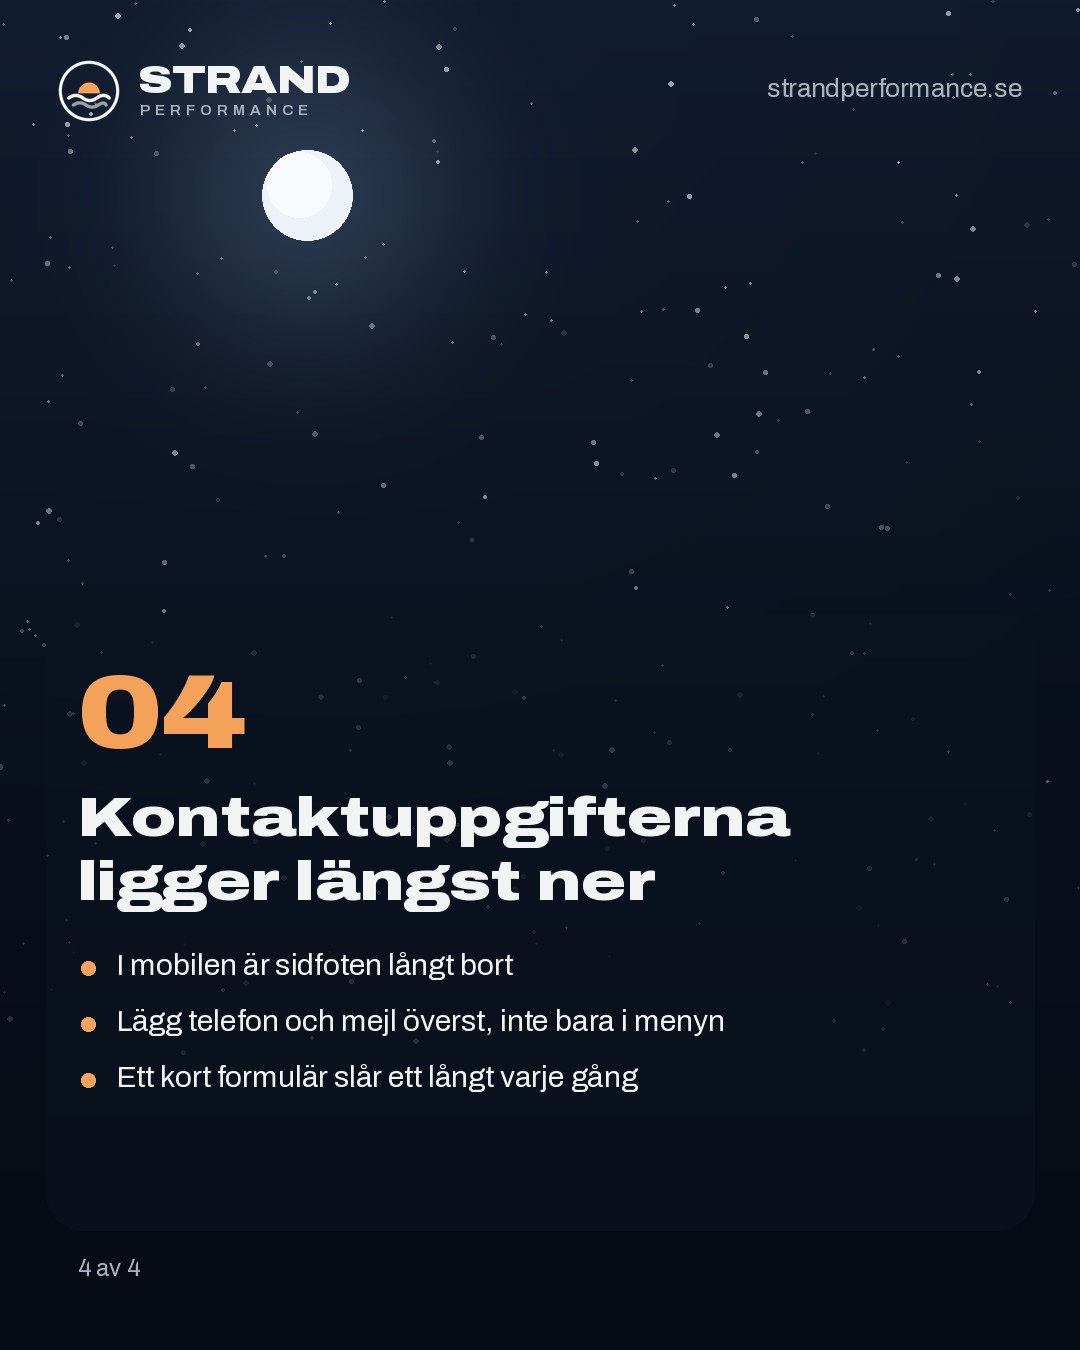 STRAND
PERFORMANCE
strandperformance.se
04
Kontaktuppgifterna
ligger längst ner
I mobilen är sidfoten långt bort
Lägg telefon och mejl överst, inte bara i menyn
Ett kort formulär slår ett långt varje gång
4 av 4